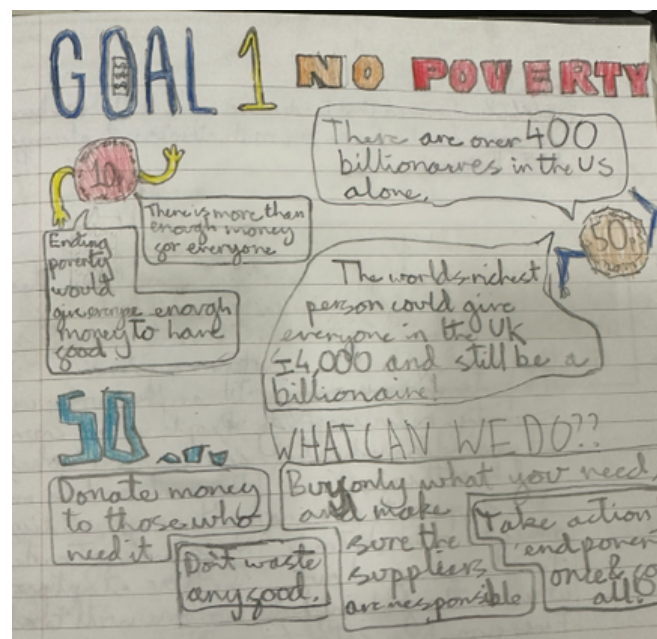 GOAL 1 NO POVERTY
There are over 400
billionaires in the US
alone.
10p
There is more than
enough money
for everyone
50p
Ending
poverty
would
give everyone enough
money to have
food
The worlds richest
person could give
everyone in the UK
£4,000 and still be a
billionaire!
SO...
WHAT CAN WE DO??
Donate money
to those who
need it
Don't waste
any food.
Buy only what you need,
and make
sure the
suppliers
are responsible
Take action
end povert
once & fo
all!